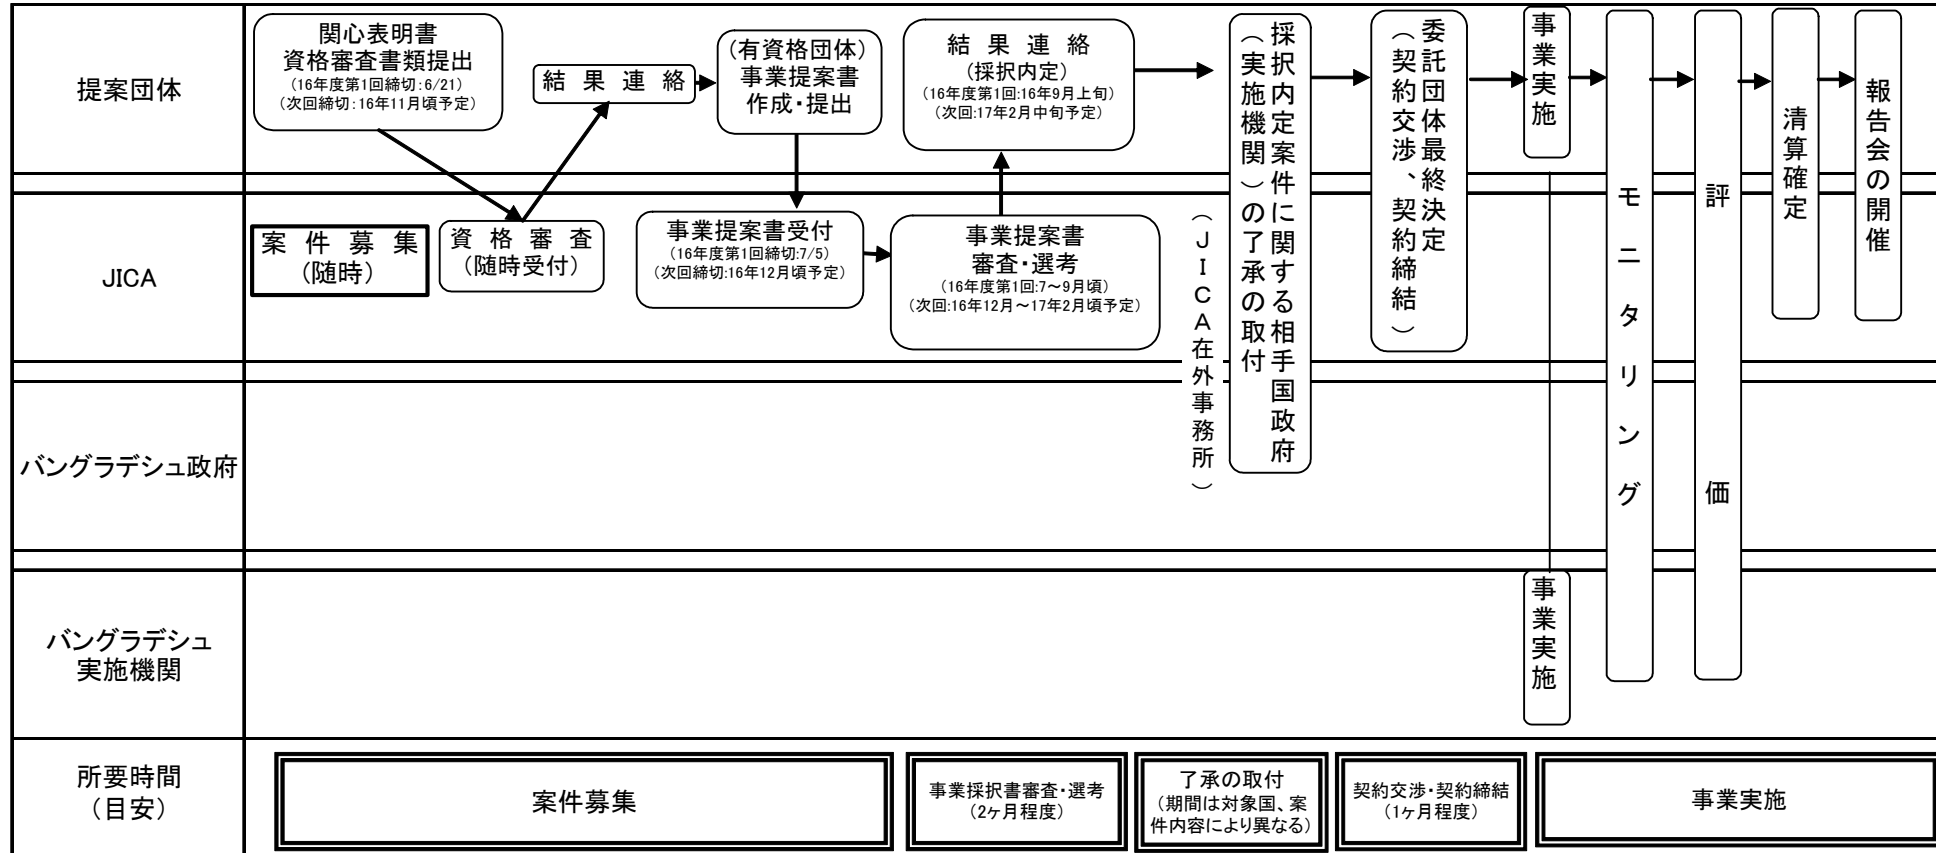 提案団体
関心表明書
資格審査書類提出
(16年度第1回締切:6/21)
(次回締切:16年11月頃予定)
結 果 連 絡
(有資格団体)
事業提案書
作成・提出
結 果 連 絡
(採択内定)
(16年度第1回:16年9月上旬)
(次回:17年2月中旬予定)
採択内定案件に関する相手国政府
（実施機関）の了承の取付
（JICA在外事務所）
委託団体最終決定
（契約交渉、契約締結）
事業実施
モニタリング
評価
清算確定
報告会の開催
JICA
案 件 募 集
(随時)
資 格 審 査
(随時受付)
事業提案書受付
(16年度第1回締切:7/5)
(次回締切:16年12月頃予定)
事業提案書
審査・選考
(16年度第1回:7～9月頃)
(次回:16年12月～17年2月頃予定)
バングラデシュ政府
バングラデシュ
実施機関
事業実施
所要時間
(目安)
案件募集
事業採択書審査・選考
(2ヶ月程度)
了承の取付
(期間は対象国、案
件内容により異なる)
契約交渉・契約締結
(1ヶ月程度)
事業実施